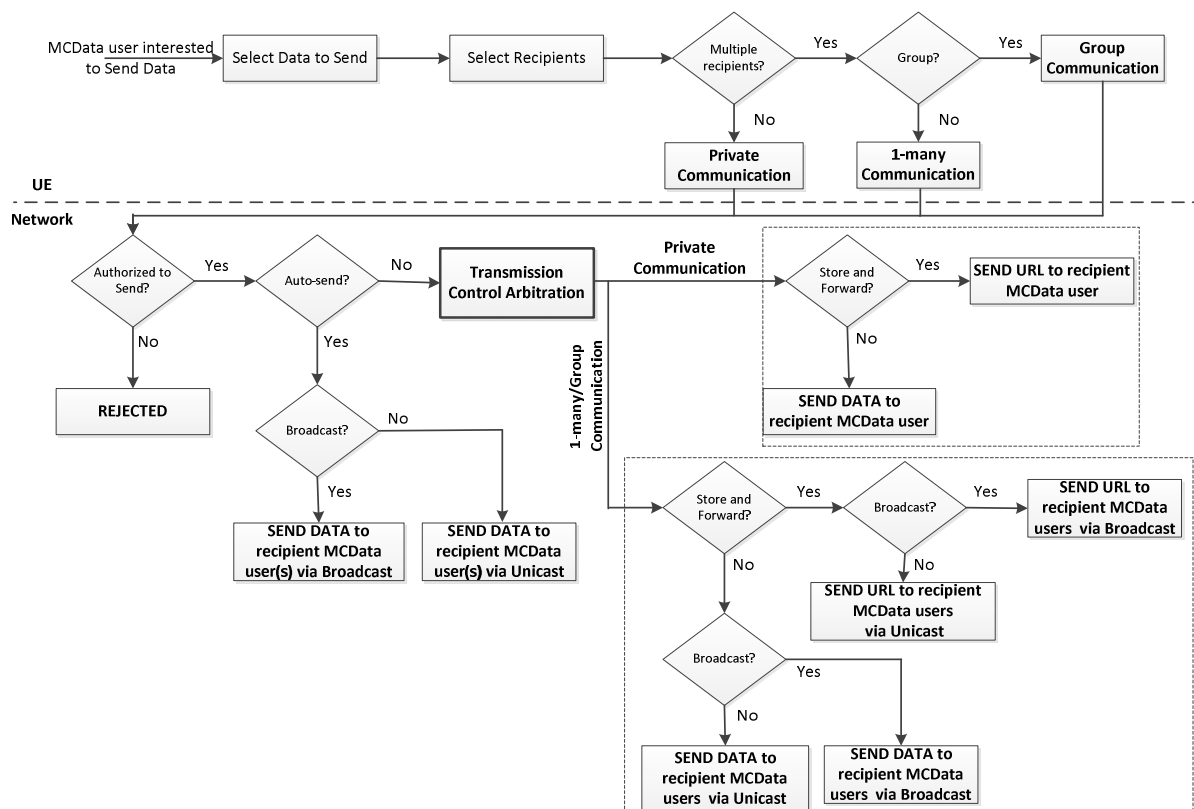 MCData user interested
to Send Data
Select Data to Send
Select Recipients
Multiple
recipients?
Yes
Group?
Yes
Group
Communication
No
No
Private
Communication
1-many
Communication
UE
Network
Authorized to
Send?
Yes
Auto-send?
No
Transmission
Control Arbitration
Private
Communication
Store and
Forward?
Yes
SEND URL to recipient
MCData user
No
Yes
No
REJECTED
1-many/Group
Communication
SEND DATA to
recipient MCData user
Broadcast?
No
Yes
SEND DATA to
recipient MCData
user(s) via Broadcast
SEND DATA to
recipient MCData
user(s) via Unicast
Store and
Forward?
Yes
Broadcast?
Yes
SEND URL to
recipient MCData
users via Broadcast
No
No
SEND URL to recipient
MCData users
via Unicast
Broadcast?
Yes
No
SEND DATA to
recipient MCData
users via Unicast
SEND DATA to
recipient MCData
users via Broadcast